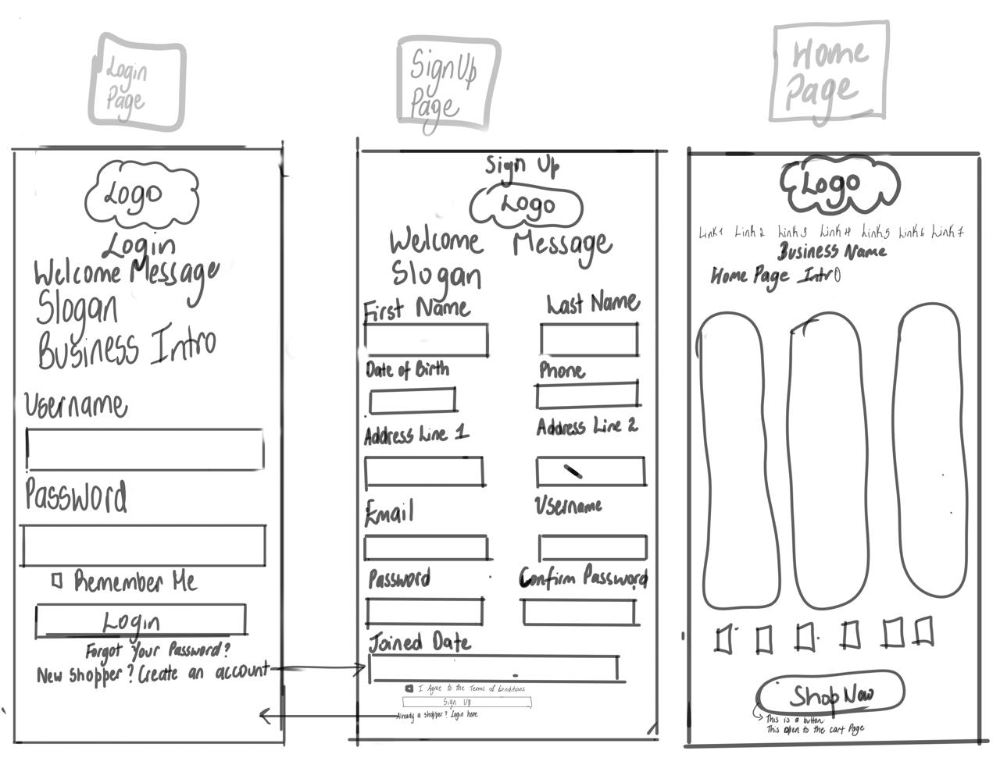 Login
Page
Logo
Login
Welcome Message
Slogan
Business Intro
Username
Password
Remember Me
Login
Forgot Your Password?
New shopper? Create an account
SignUp
Page
Sign Up
Logo
Welcome Message
Slogan
First Name Last Name
Date of Birth Phone
Address Line 1 Address Line 2
Email Username
Password Confirm Password
Joined Date
I Agree to the Terms of Conditions
Sign Up
Already a shopper? Login here
Home
Page
Logo
Link1 Link2 Link3 Link4 Link5 Link6 Link7
Business Name
Home Page Intro
Shop Now
This is a button.
This open to the cart Page